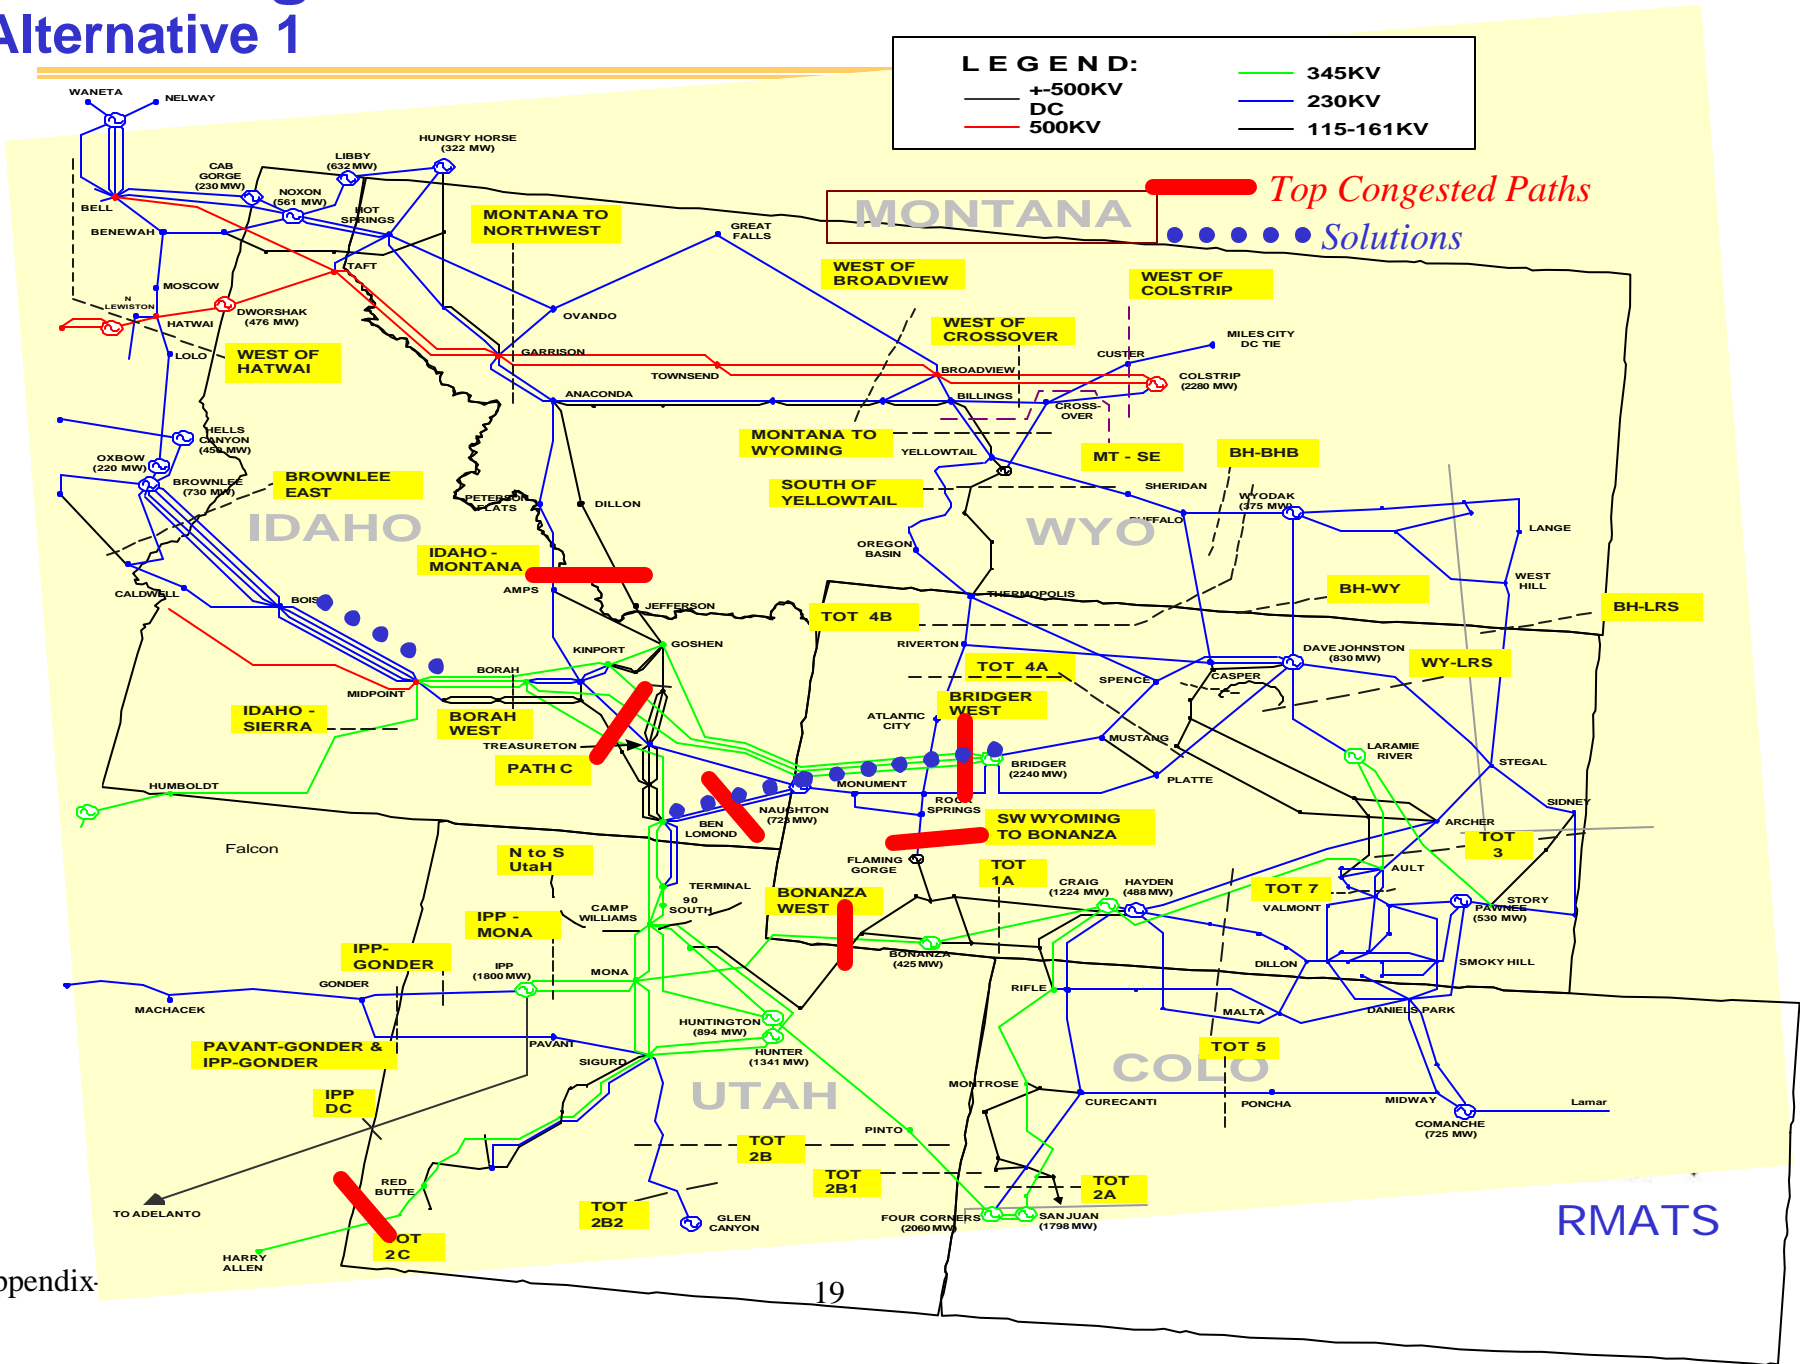 Alternative 1
L E G E N D:
+-500KV
DC
500KV
345KV
230KV
115-161KV
Top Congested Paths
Solutions
MONTANA
WANETA
NELWAY
HUNGRY HORSE
(322 MW)
LIBBY
(632 MW)
CAB
GORGE
(230 MW)
NOXON
(561 MW)
HOT
SPRINGS
BELL
BENEWAH
TAFT
MOSCOW
N
LEWISTON
HATWAI
DWORSHAK
(476 MW)
LOLO
WEST OF
HATWAI
MONTANA TO
NORTHWEST
GREAT
FALLS
OVANDO
GARRISON
TOWNSEND
ANACONDA
WEST OF
BROADVIEW
WEST OF
CROSSOVER
WEST OF
COLSTRIP
MILES CITY
DC TIE
CUSTER
BROADVIEW
COLSTRIP
(2280 MW)
BILLINGS
CROSS-
OVER
MONTANA TO
WYOMING
YELLOWTAIL
MT - SE
BH-BHB
SOUTH OF
YELLOWTAIL
SHERIDAN
WYODAK
(375 MW)
BUFFALO
LANGE
WYO
OREGON
BASIN
WEST
HILL
HELLS
CANYON
(450 MW)
OXBOW
(220 MW)
BROWNLEE
(730 MW)
BROWNLEE
EAST
IDAHO
PETERSON
FLATS
DILLON
IDAHO -
MONTANA
AMPS
JEFFERSON
CALDWELL
BOISE
GOSHEN
KINPORT
BORAH
MIDPOINT
IDAHO -
SIERRA
BORAH
WEST
TREASURETON
PATH C
HUMBOLDT
THERMOPOLIS
TOT 4B
RIVERTON
BH-WY
BH-LRS
DAVE JOHNSTON
(830 MW)
WY-LRS
TOT 4A
SPENCE
CASPER
BRIDGER
WEST
ATLANTIC
CITY
MUSTANG
LARAMIE
RIVER
BRIDGER
(2240 MW)
PLATTE
STEGAL
MONUMENT
ROCK
SPRINGS
NAUGHTON
(723 MW)
BEN
LOMOND
SIDNEY
ARCHER
SW WYOMING
TO BONANZA
TOT
3
FLAMING
GORGE
Falcon
N to S
UtaH
TERMINAL
90
SOUTH
CAMP
WILLIAMS
BONANZA
WEST
TOT
1A
CRAIG
(1224 MW)
HAYDEN
(488 MW)
TOT 7
AULT
VALMONT
STORY
PAWNEE
(530 MW)
IPP -
MONA
IPP-
GONDER
IPP
(1800 MW)
MONA
BONANZA
(425 MW)
GONDER
MACHACEK
RIFLE
DILLON
SMOKY HILL
MALTA
DANIELS PARK
HUNTINGTON
(894 MW)
HUNTER
(1341 MW)
PAVANT
PAVANT-GONDER &
IPP-GONDER
SIGURD
TOT 5
COLO
UTAH
MONTROSE
CURECANTI
PONCHA
MIDWAY
Lamar
COMANCHE
(725 MW)
IPP
DC
PINTO
TOT
2B
TOT
2B1
TOT
2A
TOT
2B2
RED
BUTTE
TO ADELANTO
GLEN
CANYON
FOUR CORNERS
(2060 MW)
SAN JUAN
(1798 MW)
TOT
2C
HARRY
ALLEN
RMATS
19